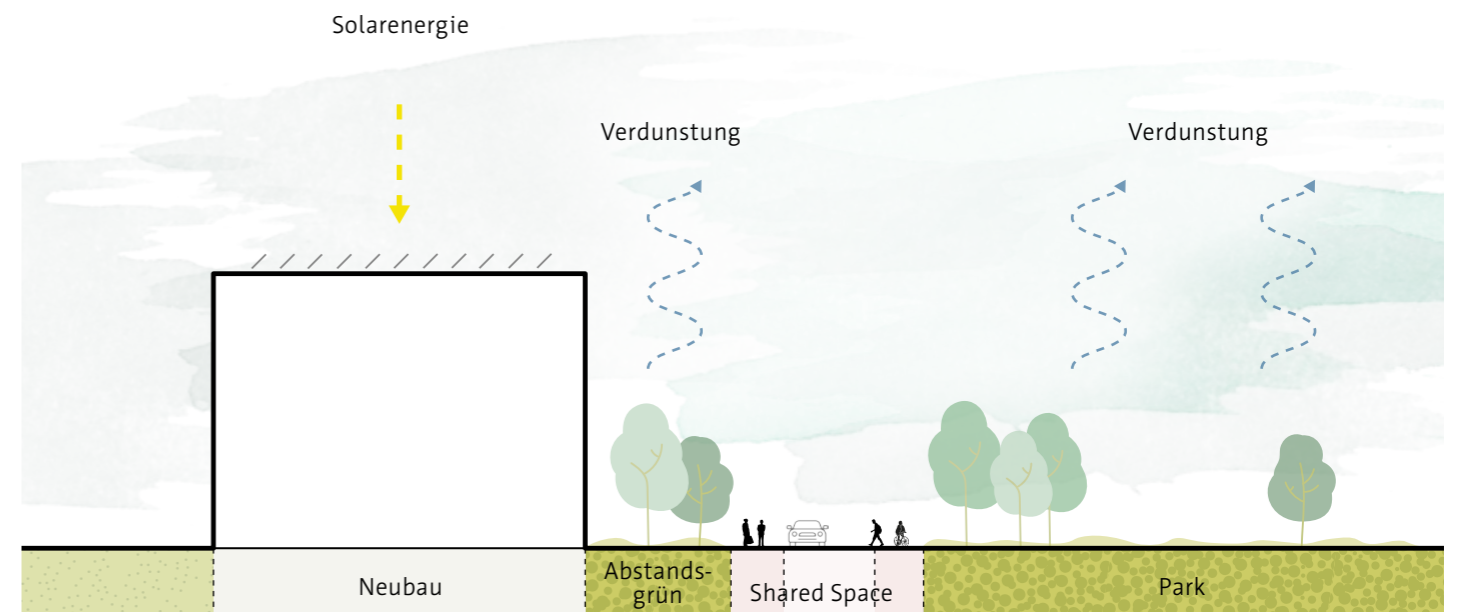 Solarenergie
Verdunstung
Verdunstung
Neubau
Abstands-
grün
Shared Space
Park